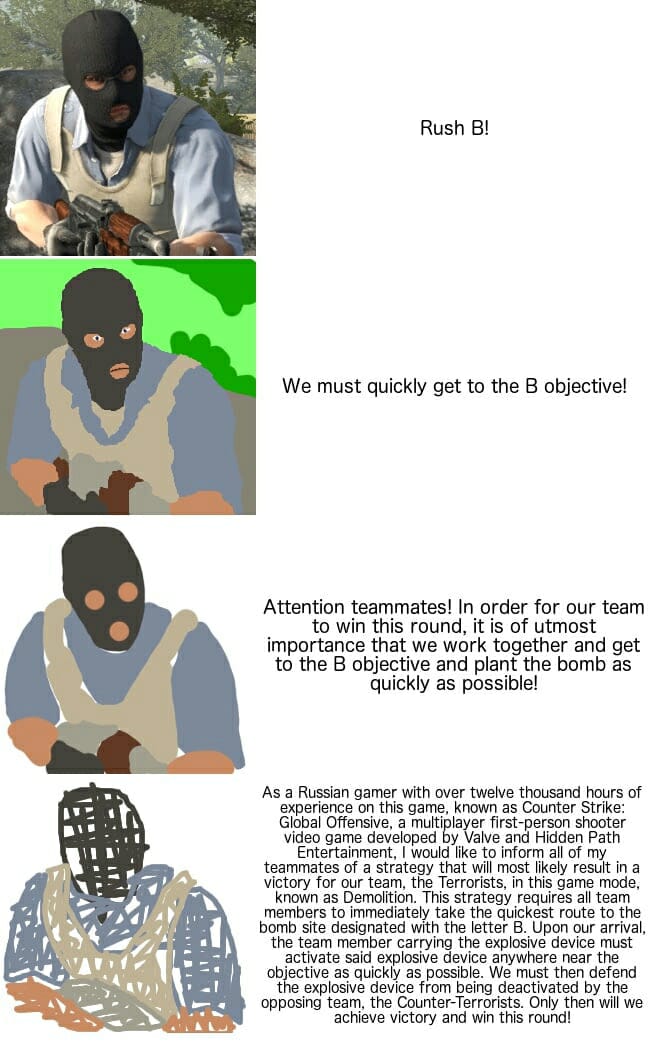 Rush B!
We must quickly get to the B objective!
Attention teammates! In order for our team
to win this round, it is of utmost
importance that we work together and get
to the B objective and plant the bomb as
quickly as possible!
As a Russian gamer with over twelve thousand hours of
experience on this game, known as Counter Strike:
Global Offensive, a multiplayer first-person shooter
video game developed by Valve and Hidden Path
Entertainment, I would like to inform all of my
teammates of a strategy that will most likely result in a
victory for our team, the Terrorists, in this game mode,
known as Demolition. This strategy requires all team
members to immediately take the quickest route to the
bomb site designated with the letter B. Upon our arrival,
the team member carrying the explosive device must
activate said explosive device anywhere near the
objective as quickly as possible. We must then defend
the explosive device from being deactivated by the
opposing team, the Counter-Terrorists. Only then will we
achieve victory and win this round!